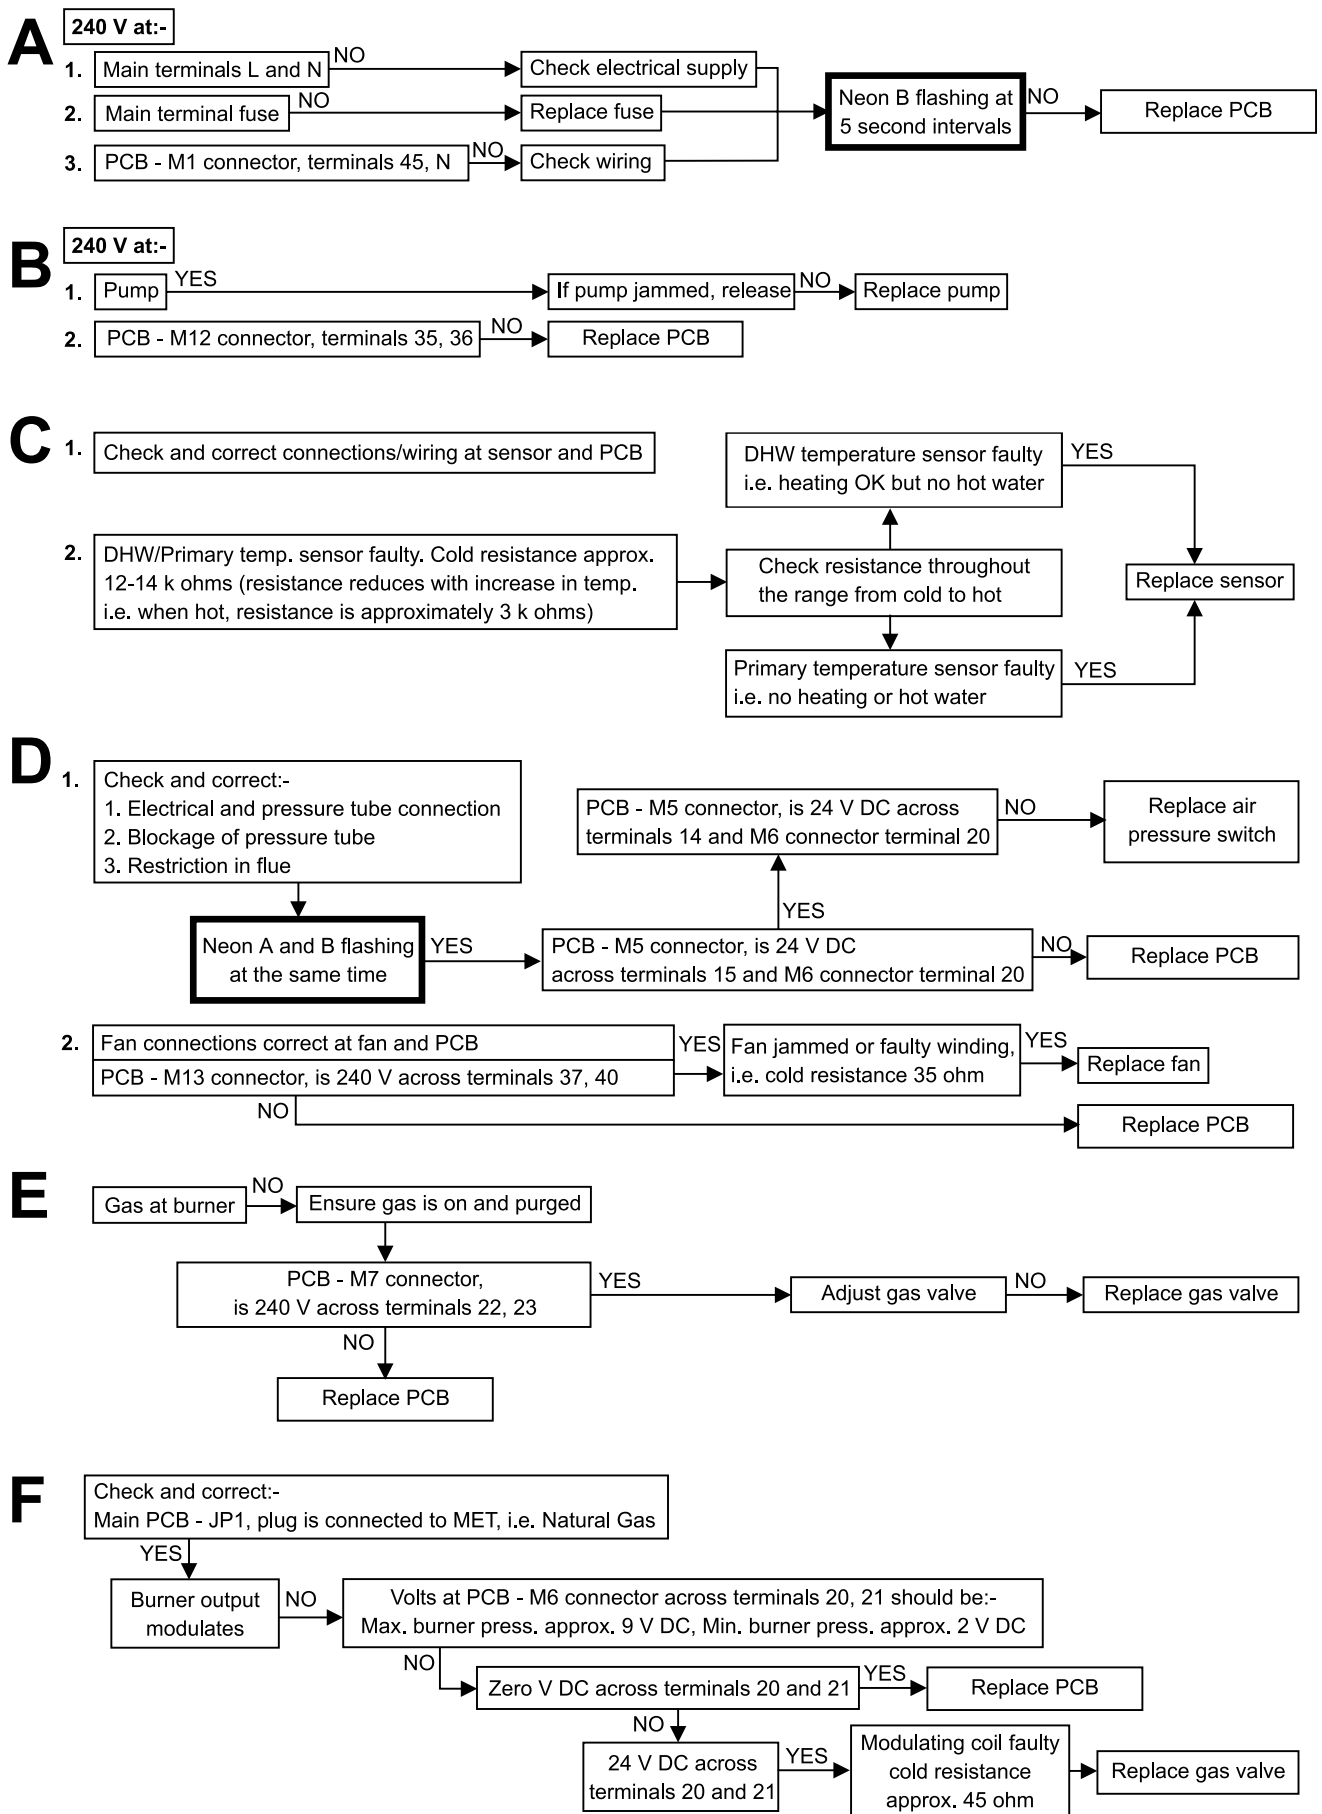 A
240 V at:-
1. Main terminals L and N
NO
Check electrical supply
2. Main terminal fuse
NO
Replace fuse
3. PCB - M1 connector, terminals 45, N
NO
Check wiring
Neon B flashing at
5 second intervals
NO
Replace PCB
B
240 V at:-
1. Pump
YES
If pump jammed, release
NO
Replace pump
2. PCB - M12 connector, terminals 35, 36
NO
Replace PCB
C
1. Check and correct connections/wiring at sensor and PCB
2. DHW/Primary temp. sensor faulty. Cold resistance approx.
12-14 k ohms (resistance reduces with increase in temp.
i.e. when hot, resistance is approximately 3 k ohms)
Check resistance throughout
the range from cold to hot
DHW temperature sensor faulty
i.e. heating OK but no hot water
YES
Primary temperature sensor faulty
i.e. no heating or hot water
YES
Replace sensor
D
1. Check and correct:-
1. Electrical and pressure tube connection
2. Blockage of pressure tube
3. Restriction in flue
Neon A and B flashing
at the same time
YES
PCB - M5 connector, is 24 V DC
across terminals 15 and M6 connector terminal 20
NO
Replace PCB
YES
PCB - M5 connector, is 24 V DC across
terminals 14 and M6 connector terminal 20
NO
Replace air
pressure switch
2. Fan connections correct at fan and PCB
PCB - M13 connector, is 240 V across terminals 37, 40
YES
Fan jammed or faulty winding,
i.e. cold resistance 35 ohm
YES
Replace fan
NO
Replace PCB
E
Gas at burner
NO
Ensure gas is on and purged
PCB - M7 connector,
is 240 V across terminals 22, 23
YES
Adjust gas valve
NO
Replace gas valve
NO
Replace PCB
F
Check and correct:-
Main PCB - JP1, plug is connected to MET, i.e. Natural Gas
YES
Burner output
modulates
NO
Volts at PCB - M6 connector across terminals 20, 21 should be:-
Max. burner press. approx. 9 V DC, Min. burner press. approx. 2 V DC
NO
Zero V DC across terminals 20 and 21
YES
Replace PCB
NO
24 V DC across
terminals 20 and 21
YES
Modulating coil faulty
cold resistance
approx. 45 ohm
Replace gas valve